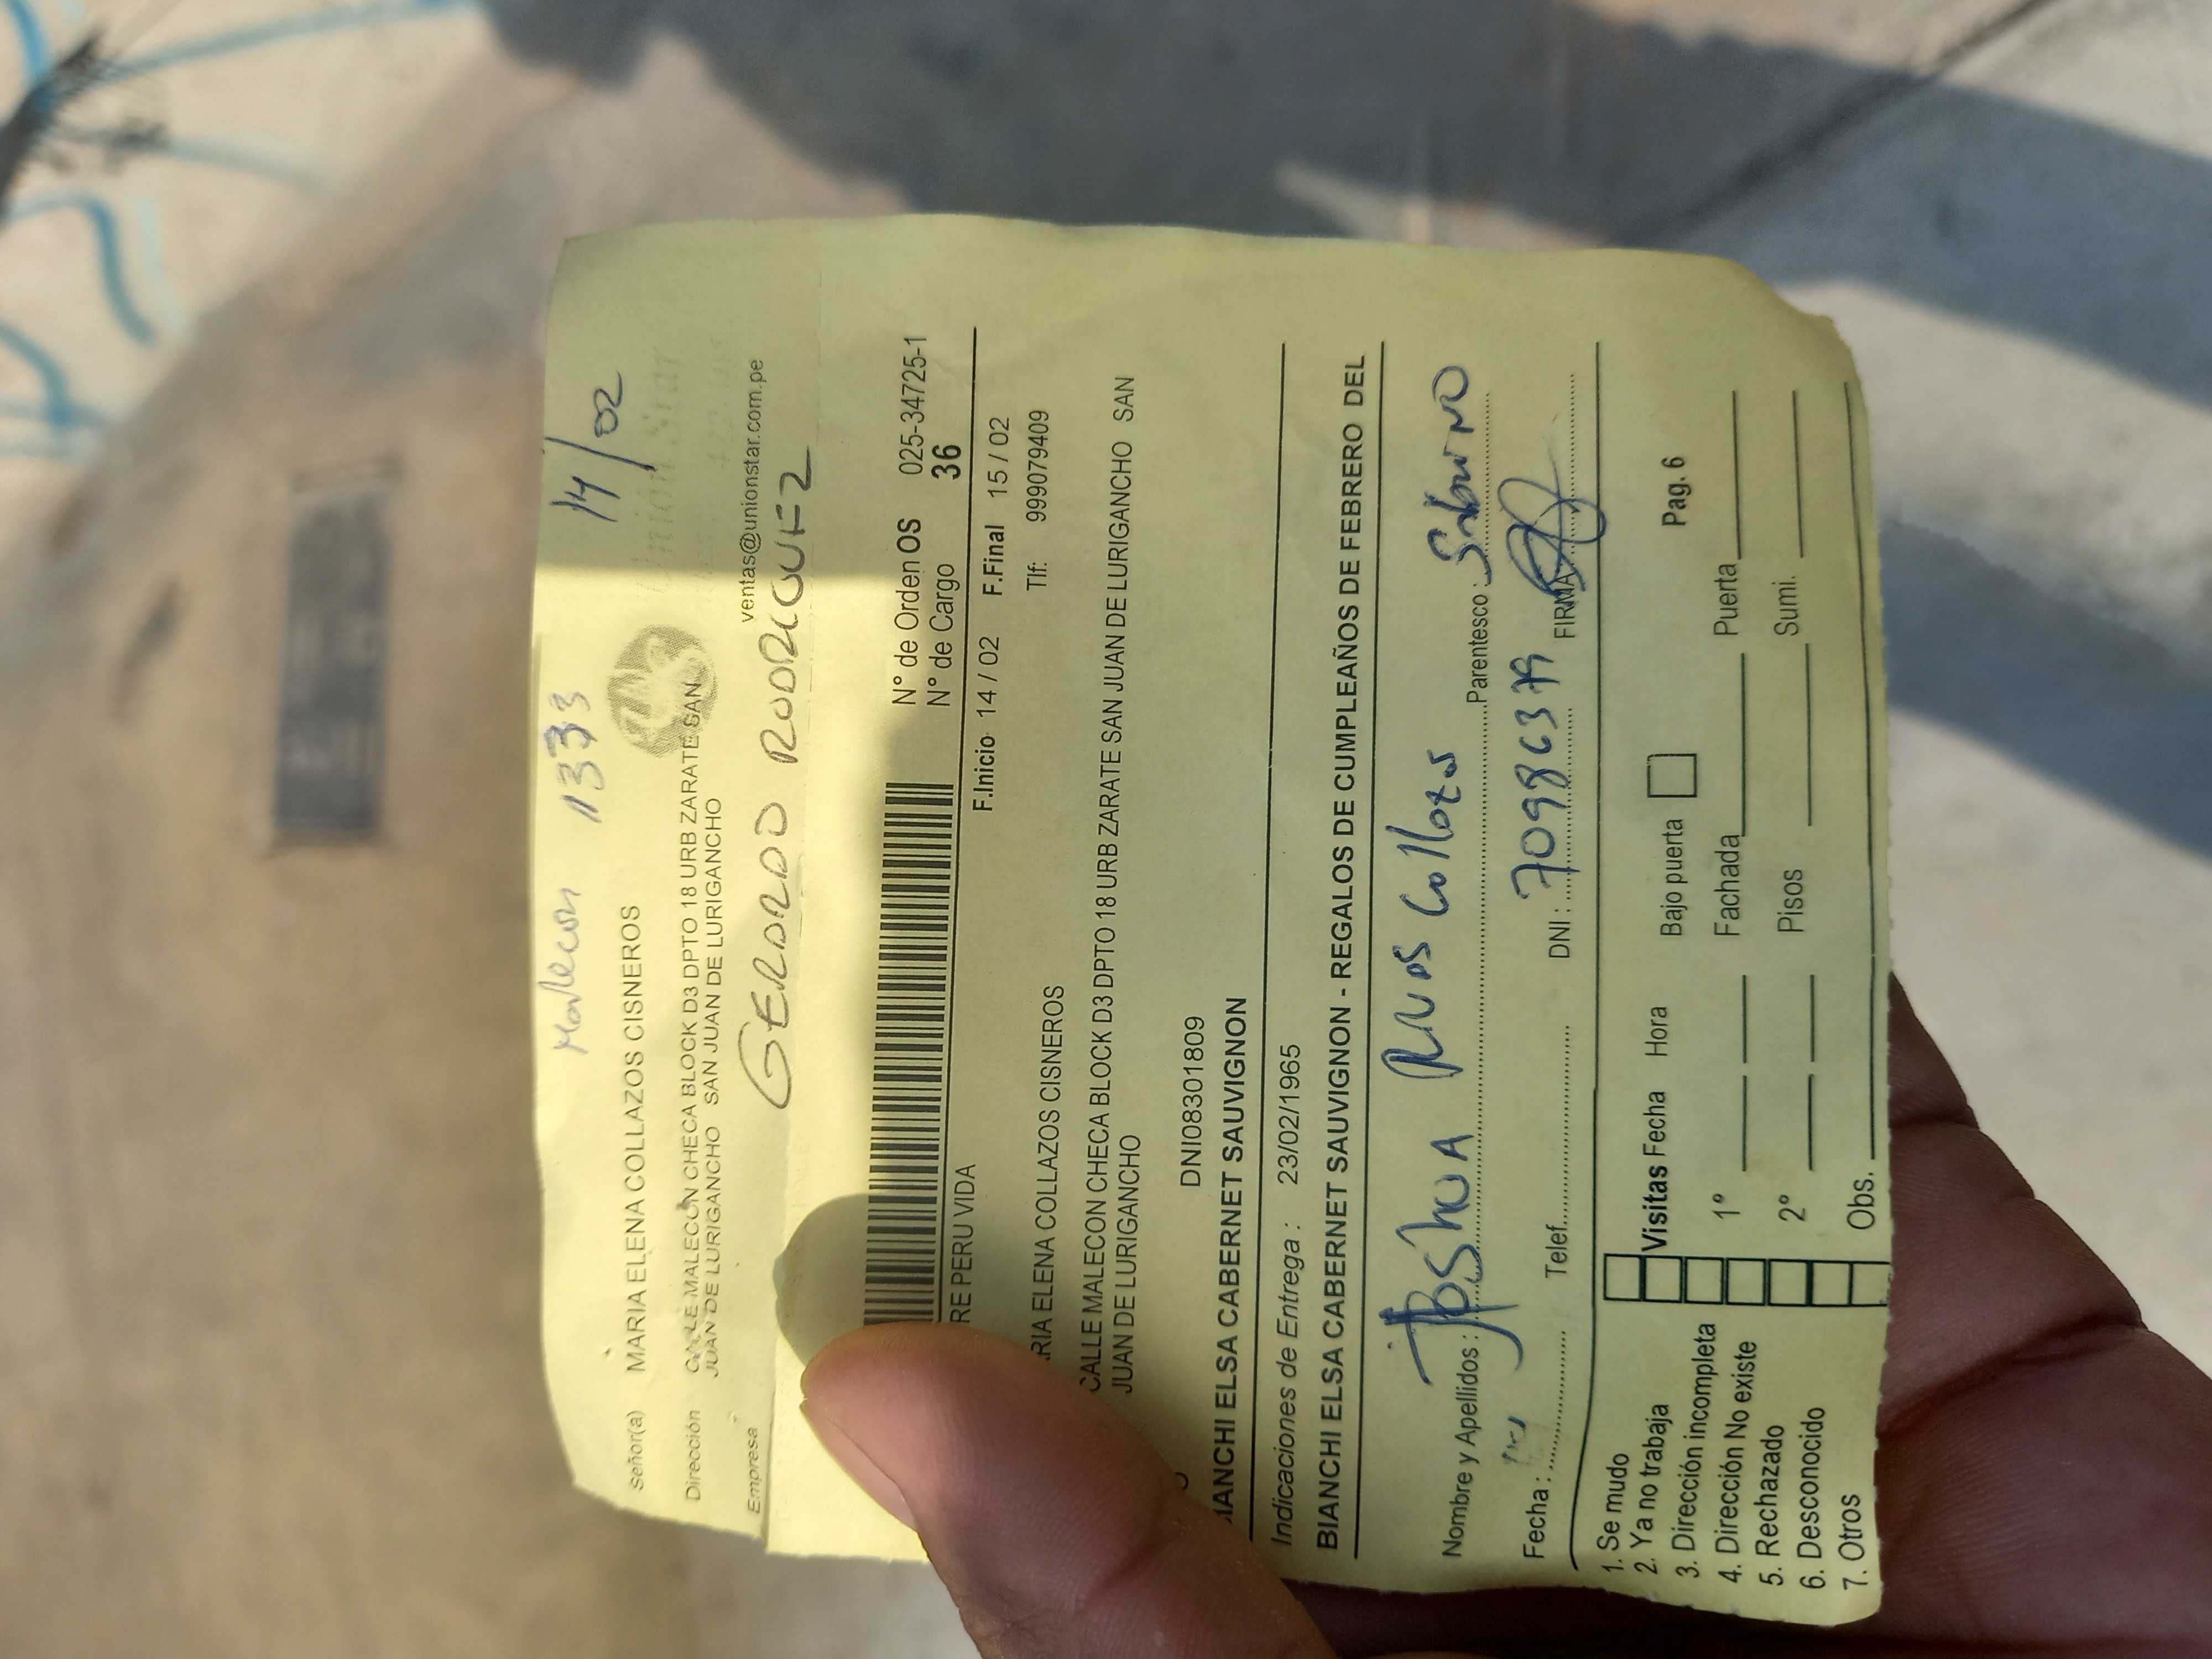 14/02
Malecon 1333
Señor(a) MARIA ELENA COLLAZOS CISNEROS
Dirección CALLE MALECON CHECA BLOCK D3 DPTO 18 URB ZARATE SAN
JUAN DE LURIGANCHO SAN JUAN DE LURIGANCHO
ventas@unionstar.com.pe
Empresa
GERARDO RODRIGUEZ
N° de Orden OS 025-34725-1
N° de Cargo 36
RE PERU VIDA
F.Inicio 14 / 02 F.Final 15 / 02
RIA ELENA COLLAZOS CISNEROS Tlf: 999079409
CALLE MALECON CHECA BLOCK D3 DPTO 18 URB ZARATE SAN JUAN DE LURIGANCHO SAN
JUAN DE LURIGANCHO
DNI08301809
IANCHI ELSA CABERNET SAUVIGNON
Indicaciones de Entrega : 23/02/1965
BIANCHI ELSA CABERNET SAUVIGNON - REGALOS DE CUMPLEAÑOS DE FEBRERO DEL
Nombre y Apellidos : Joshua Rivas Collazos Parentesco : Sobrino
Fecha : Telef. DNI : 70986379 FIRMA
1. Se mudo
2. Ya no trabaja Visitas Fecha Hora Bajo puerta Pag. 6
3. Dirección incompleta 1° Fachada Puerta
4. Dirección No existe
5. Rechazado 2° Pisos Sumi.
6. Desconocido
7. Otros Obs.